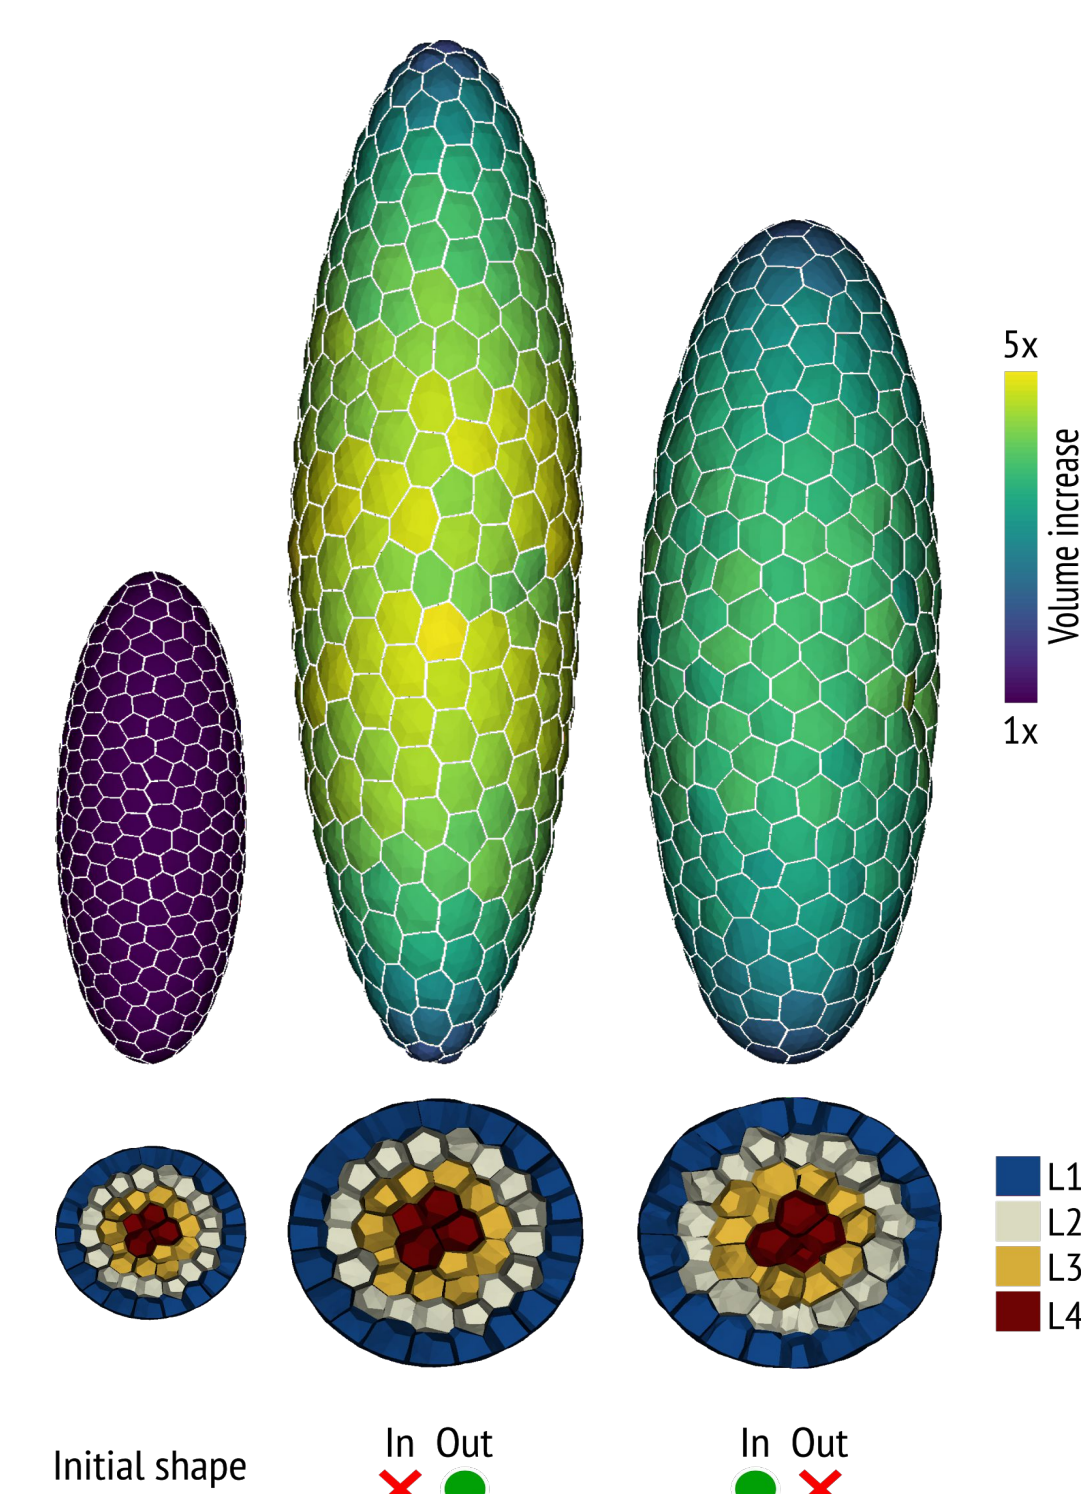 5x
Volume increase
1x
L1
L2
L3
L4
In Out
In Out
Initial shape